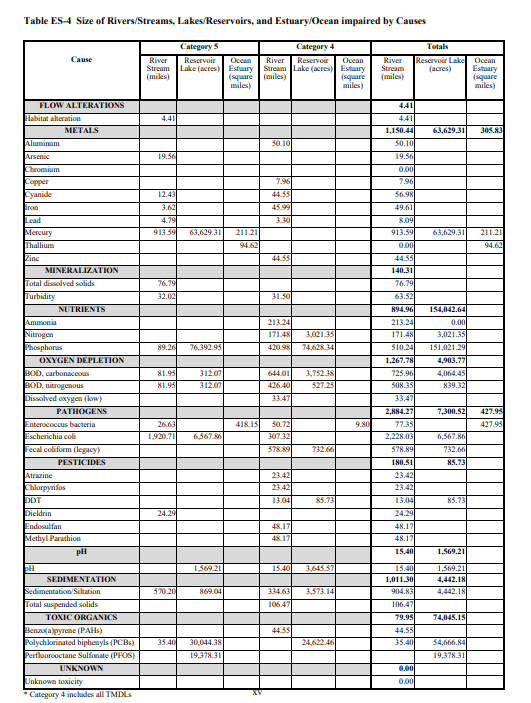 Table ES-4 Size of Rivers/Streams, Lakes/Reservoirs, and Estuary/Ocean impaired by Causes
Cause Category 5 Category 4 Totals
River Stream (miles) Reservoir Lake (acres) Ocean Estuary (square miles) River Stream (miles) Reservoir Lake (acres) Ocean Estuary (square miles) River Stream (miles) Reservoir Lake (acres) Ocean Estuary (square miles)
FLOW ALTERATIONS 4.41
Habitat alteration 4.41 4.41
METALS 1,150.44 63,629.31 305.83
Aluminum 50.10 50.10
Arsenic 19.56 19.56
Chromium 0.00
Copper 7.96 7.96
Cyanide 12.43 44.55 56.98
Iron 3.62 45.99 49.61
Lead 4.79 3.30 8.09
Mercury 913.59 63,629.31 211.21 913.59 63,629.31 211.21
Thallium 94.62 0.00 94.62
Zinc 44.55 44.55
MINERALIZATION 140.31
Total dissolved solids 76.79 76.79
Turbidity 32.02 31.50 63.52
NUTRIENTS 894.96 154,042.64
Ammonia 213.24 213.24 0.00
Nitrogen 171.48 3,021.35 171.48 3,021.35
Phosphorus 89.26 76,392.95 420.98 74,628.34 510.24 151,021.29
OXYGEN DEPLETION 1,267.78 4,903.77
BOD, carbonaceous 81.95 312.07 644.01 3,752.38 725.96 4,064.45
BOD, nitrogenous 81.95 312.07 426.40 527.25 508.35 839.32
Dissolved oxygen (low) 33.47 33.47
PATHOGENS 2,884.27 7,300.52 427.95
Enterococcus bacteria 26.63 418.15 50.72 9.80 77.35 427.95
Escherichia coli 1,920.71 6,567.86 307.32 2,228.03 6,567.86
Fecal coliform (legacy) 578.89 732.66 578.89 732.66
PESTICIDES 180.51 85.73
Atrazine 23.42 23.42
Chlorpyrifos 23.42 23.42
DDT 13.04 85.73 13.04 85.73
Dieldrin 24.29 24.29
Endosulfan 48.17 48.17
Methyl Parathion 48.17 48.17
pH 15.40 1,569.21
pH 1,569.21 15.40 3,645.57 15.40 1,569.21
SEDIMENTATION 1,011.30 4,442.18
Sedimentation/Siltation 570.20 869.04 334.63 3,573.14 904.83 4,442.18
Total suspended solids 106.47 106.47
TOXIC ORGANICS 79.95 74,045.15
Benzo(a)pyrene (PAHs) 44.55 44.55
Polychlorinated biphenyls (PCBs) 35.40 30,044.38 24,622.46 35.40 54,666.84
Perfluorooctane Sulfonate (PFOS) 19,378.31 19,378.31
UNKNOWN 0.00
Unknown toxicity 0.00
* Category 4 includes all TMDLs
xv